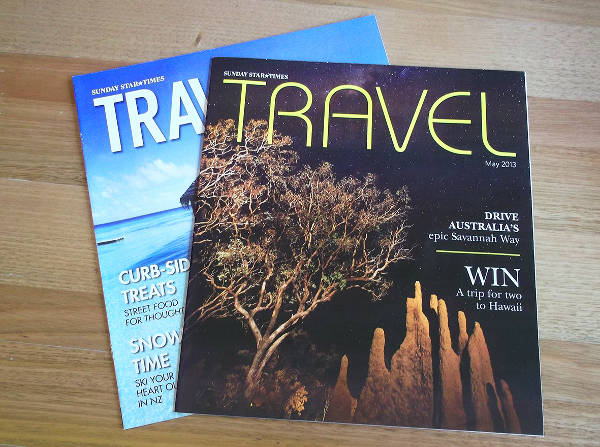 SUNDAY STAR★TIMES
TRAV
CURB-SID
TREATS
STREET FOOD
FOR THOUGHT
SNOW
TIME
SKI YOUR
HEART OU
IN NZ
SUNDAY STAR★TIMES
TRAVEL
May 2013
DRIVE
AUSTRALIA'S
epic Savannah Way
WIN
A trip for two
to Hawaii